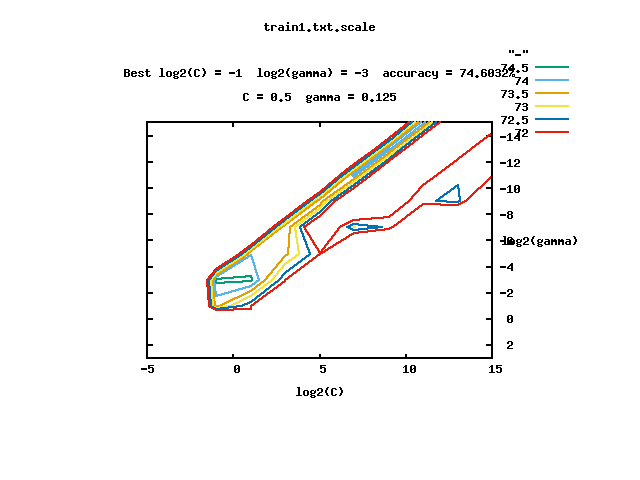 train1.txt.scale
"-"
Best log2(C) = -1  log2(gamma) = -3  accuracy = 74.6032%
74.5
74
C = 0.5  gamma = 0.125
73.5
73
72.5
72
-14
-12
-10
-8
-6
log2(gamma)
-4
-2
0
2
-5 0 5 10 15
log2(C)